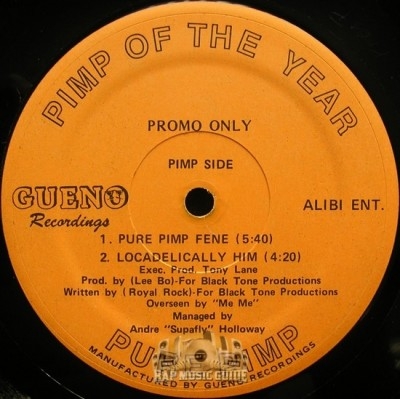 PIMP OF THE YEAR
PROMO ONLY
PIMP SIDE
GUENO
Recordings
ALIBI ENT.
1. PURE PIMP FENE (5:40)
2. LOCADELICALLY HIM (4:20)
Exec. Prod. Tony Lane
Prod. by (Lee Bo)-For Black Tone Productions
Written by (Royal Rock)-For Black Tone Productions
Overseen by "Me Me"
Managed by
Andre "Supafly" Holloway
MANUFACTURED BY GUENO RECORDINGS
RAP MUSIC GUIDE